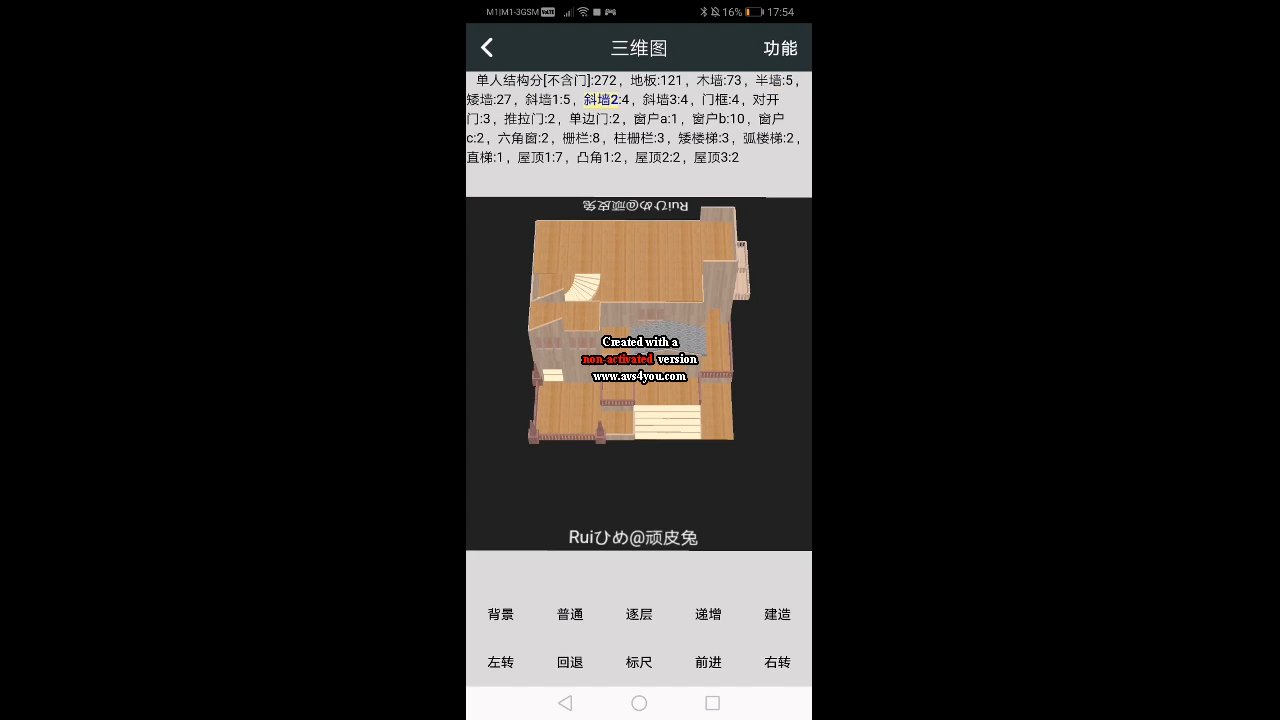 M1|M1-3GSM VoLTE
16% 17:54
三维图 功能
单人结构分[不含门]:272，地板:121，木墙:73，半墙:5，
矮墙:27，斜墙1:5，斜墙2:4，斜墙3:4，门框:4，对开
门:3，推拉门:2，单边门:2，窗户a:1，窗户b:10，窗户
c:2，六角窗:2，栅栏:8，柱栅栏:3，矮楼梯:3，弧楼梯:2，
直梯:1，屋顶1:7，凸角1:2，屋顶2:2，屋顶3:2
Ruiひめ@顽皮兔
Created with a
non-activated version
www.avs4you.com
Ruiひめ@顽皮兔
背景 普通 逐层 递增 建造
左转 回退 标尺 前进 右转